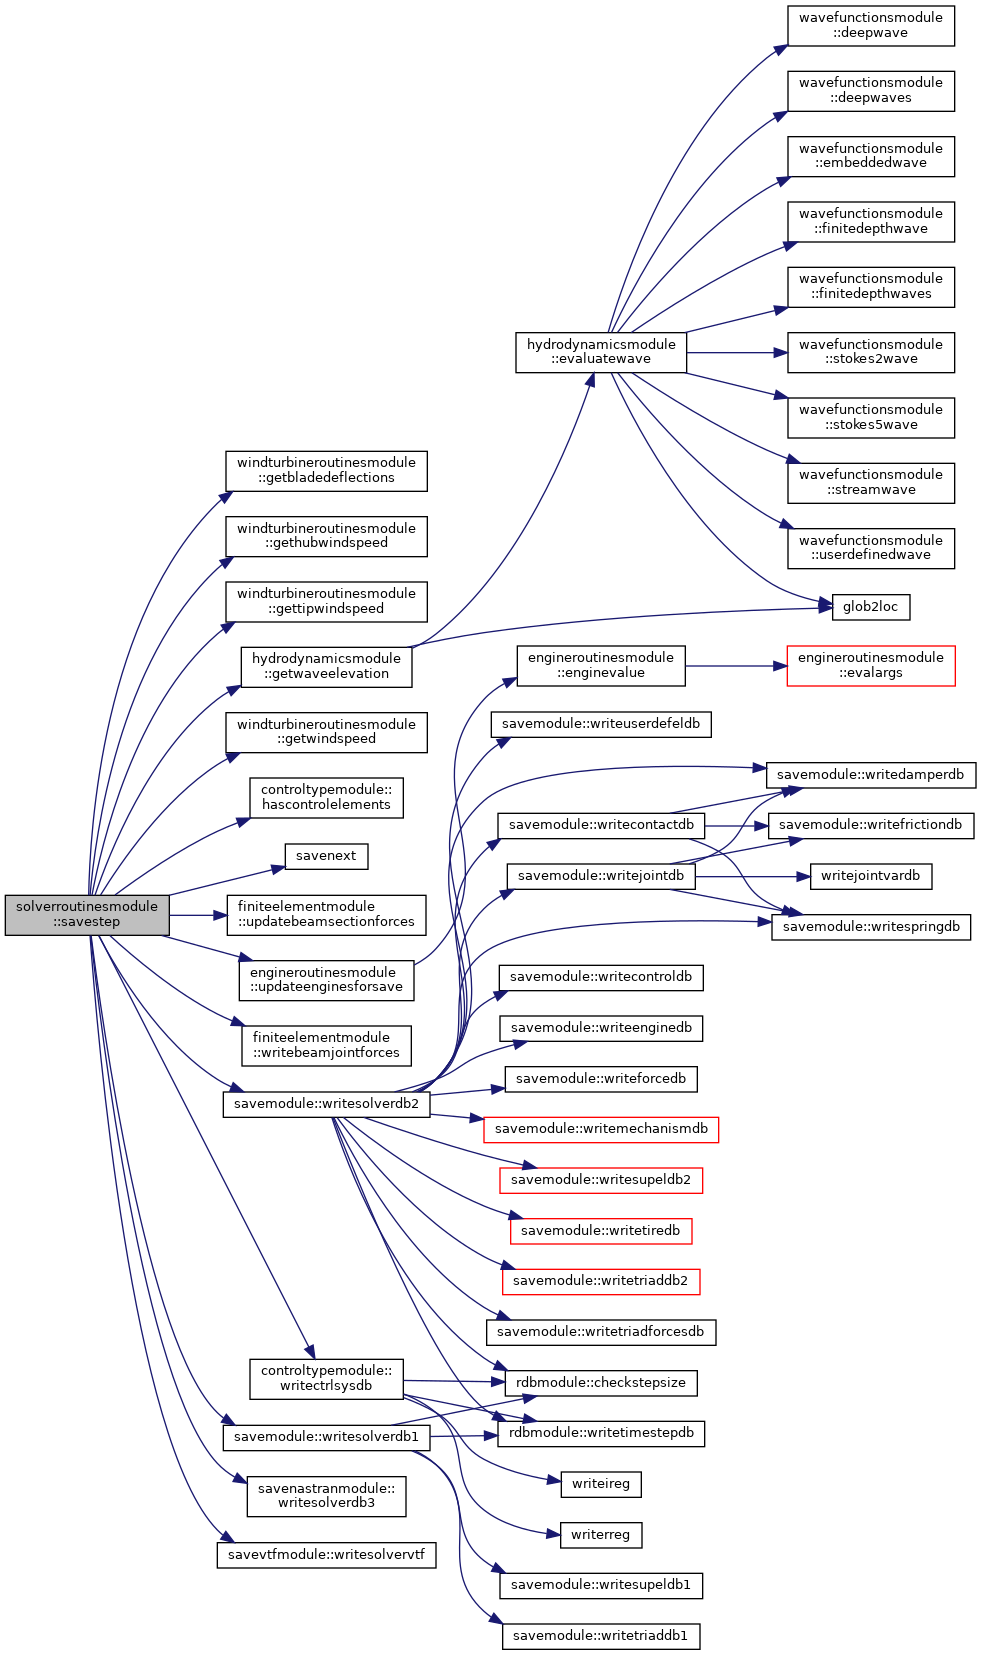 wavefunctionsmodule
::deepwave
wavefunctionsmodule
::deepwaves
wavefunctionsmodule
::embeddedwave
wavefunctionsmodule
::finitedepthwave
wavefunctionsmodule
::finitedepthwaves
hydrodynamicsmodule
::evaluatewave
wavefunctionsmodule
::stokes2wave
wavefunctionsmodule
::stokes5wave
wavefunctionsmodule
::streamwave
wavefunctionsmodule
::userdefinedwave
glob2loc
windturbineroutinesmodule
::getbladedeflections
windturbineroutinesmodule
::gethubwindspeed
windturbineroutinesmodule
::gettipwindspeed
hydrodynamicsmodule
::getwaveelevation
windturbineroutinesmodule
::getwindspeed
controltypemodule::
hascontrolelements
savenext
solverroutinesmodule
::savestep
finiteelementmodule
::updatebeamsectionforces
engineroutinesmodule
::updateenginesforsave
finiteelementmodule
::writebeamjointforces
savemodule::writesolverdb2
controltypemodule::
writectrlsysdb
savemodule::writesolverdb1
savenastranmodule::
writesolverdb3
savevtfmodule::writesolvervtf
engineroutinesmodule
::enginevalue
engineroutinesmodule
::evalargs
savemodule::writeuserdefeldb
savemodule::writedamperdb
savemodule::writecontactdb
savemodule::writefrictiondb
savemodule::writejointdb
writejointvardb
savemodule::writespringdb
savemodule::writecontroldb
savemodule::writeenginedb
savemodule::writeforcedb
savemodule::writemechanismdb
savemodule::writesupeldb2
savemodule::writetiredb
savemodule::writetriaddb2
savemodule::writetriadforcesdb
rdbmodule::checkstepsize
rdbmodule::writetimestepdb
writeireg
writerreg
savemodule::writesupeldb1
savemodule::writetriaddb1